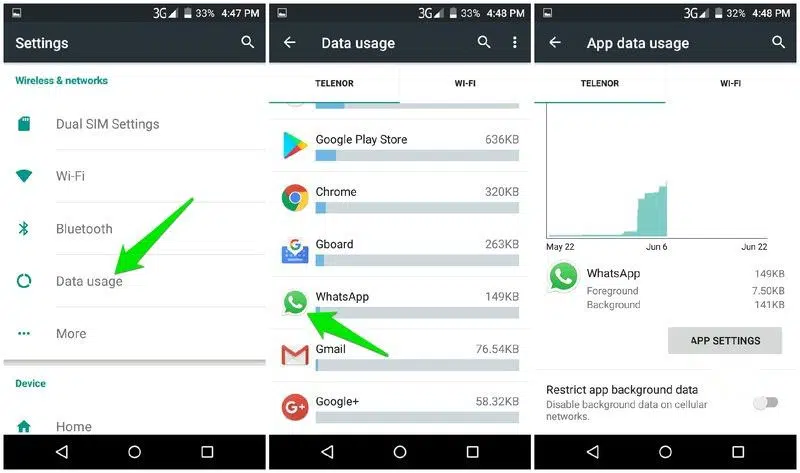 3G 33% 4:47 PM
Settings
Wireless & networks
Dual SIM Settings
Wi-Fi
Bluetooth
Data usage
More
Device
Home
3G 33% 4:48 PM
Data usage
TELENOR WI-FI
Google Play Store 636KB
Chrome 320KB
Gboard 263KB
WhatsApp 149KB
Gmail 76.54KB
Google+ 58.32KB
3G 32% 4:48 PM
App data usage
TELENOR WI-FI
May 22 Jun 6 Jun 22
WhatsApp 149KB
Foreground 7.50KB
Background 141KB
APP SETTINGS
Restrict app background data
Disable background data on cellular
networks.